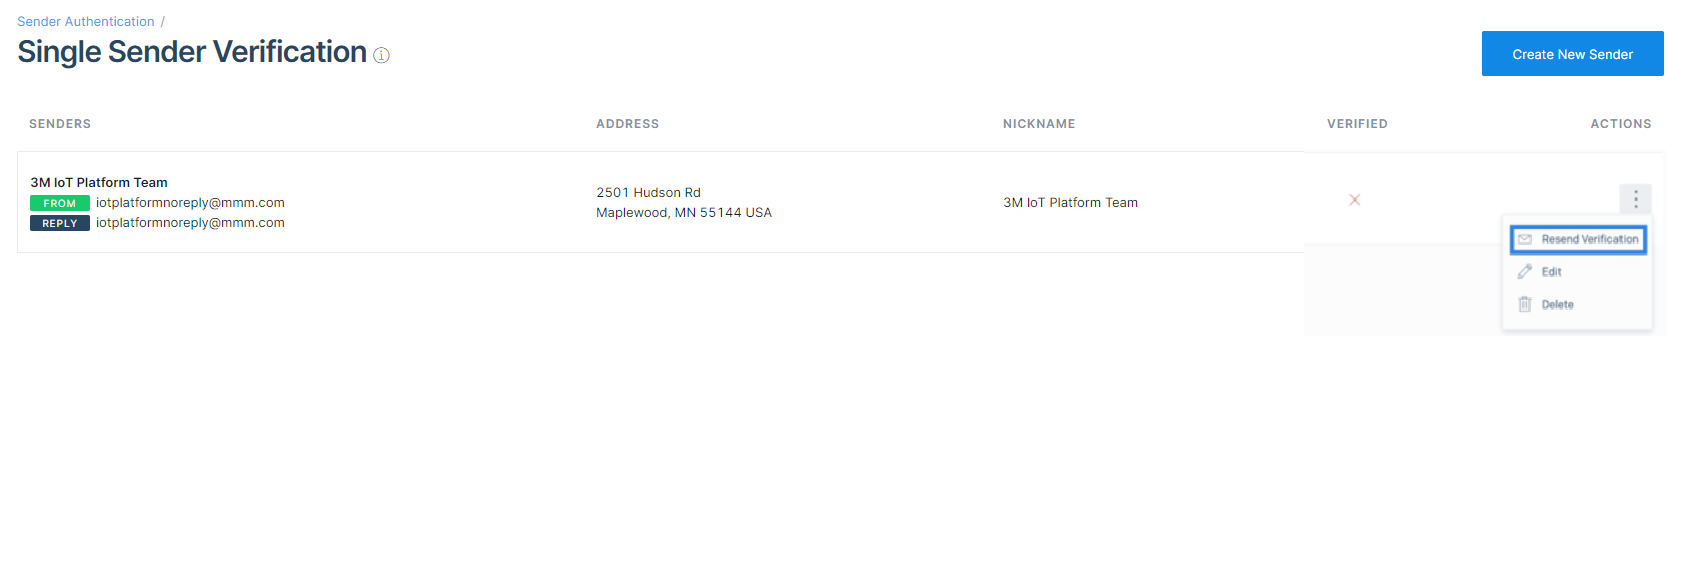 Sender Authentication /
Single Sender Verification
Create New Sender
SENDERS ADDRESS NICKNAME VERIFIED ACTIONS
3M IoT Platform Team
FROM iotplatformnoreply@mmm.com
REPLY iotplatformnoreply@mmm.com
2501 Hudson Rd
Maplewood, MN 55144 USA
3M IoT Platform Team
Resend Verification
Edit
Delete